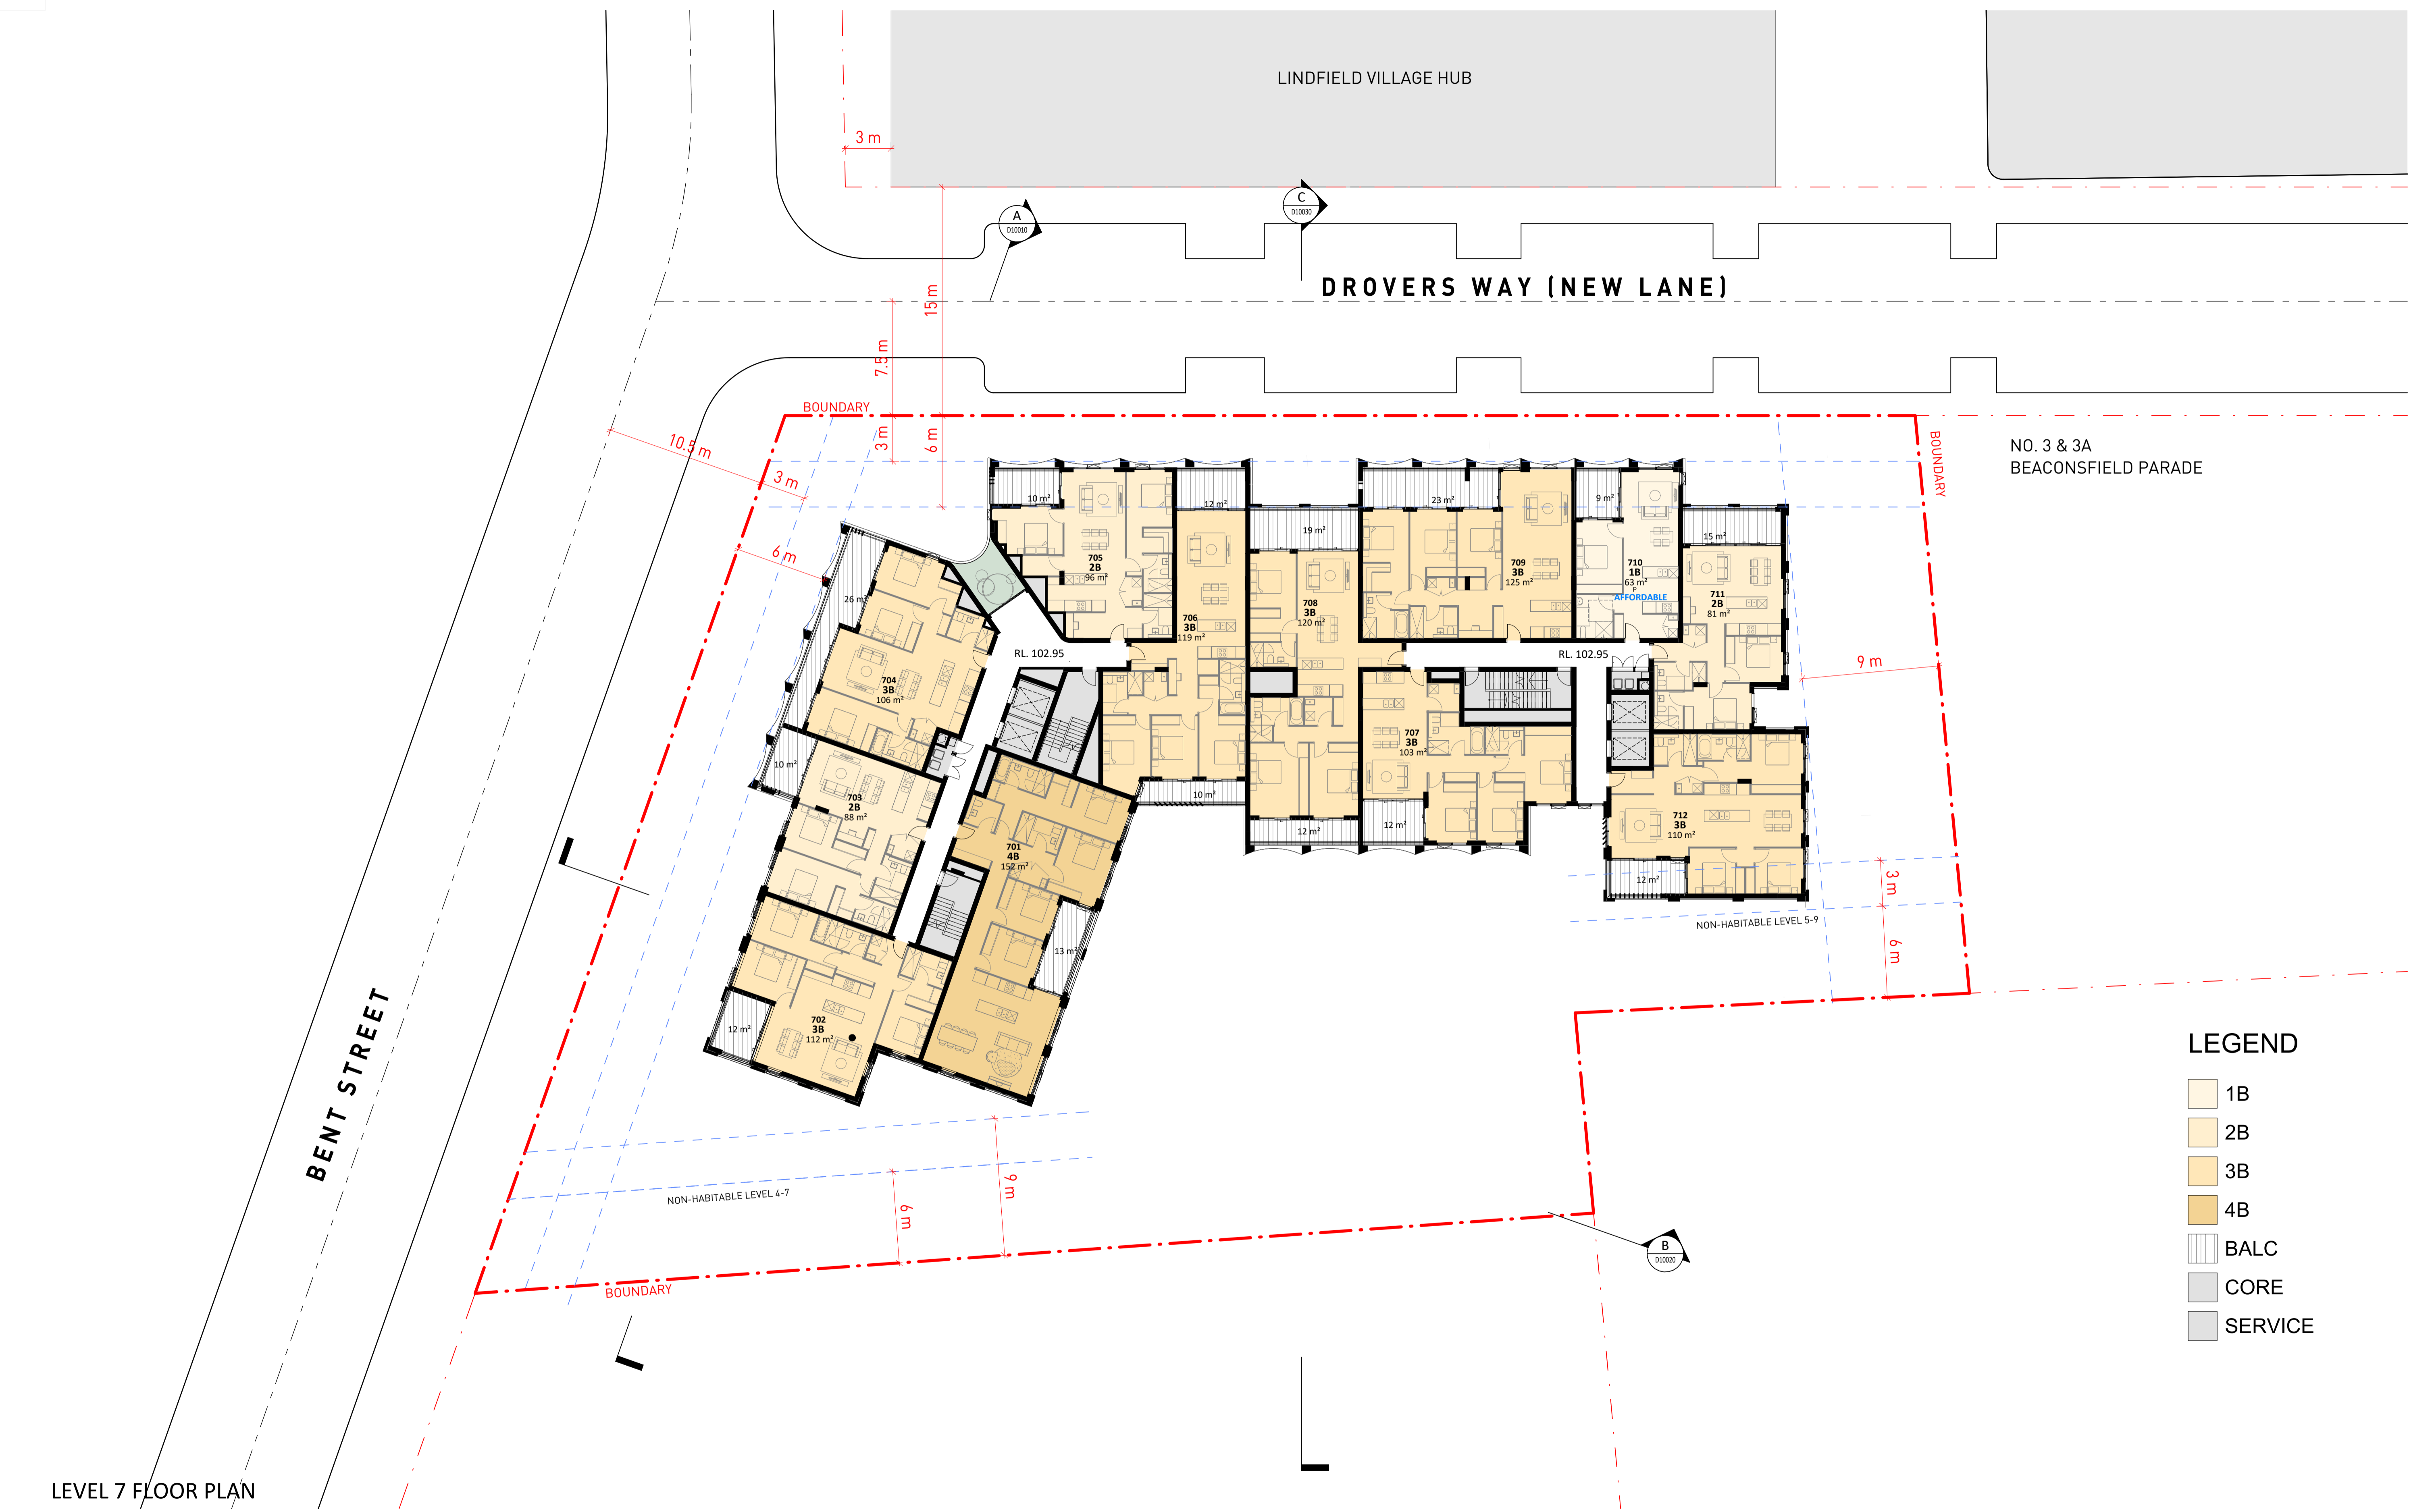 LINDFIELD VILLAGE HUB
3 m
C
D10030
A
D10010
DROVERS WAY (NEW LANE)
15 m
7.5 m
BOUNDARY
3 m
6 m
10.5 m
3 m
6 m
BOUNDARY
NO. 3 & 3A
BEACONSFIELD PARADE
10 m²
12 m²
19 m²
23 m²
9 m²
15 m²
705
2B
96 m²
706
3B
119 m²
708
3B
120 m²
709
3B
125 m²
710
1B
63 m²
P
AFFORDABLE
711
2B
81 m²
26 m²
RL. 102.95
RL. 102.95
9 m
704
3B
106 m²
707
3B
103 m²
10 m²
703
2B
88 m²
10 m²
12 m²
12 m²
712
3B
110 m²
12 m²
3 m
701
4B
152 m²
NON-HABITABLE LEVEL 5-9
6 m
13 m²
702
3B
112 m²
12 m²
BENT STREET
NON-HABITABLE LEVEL 4-7
6 m
9 m
BOUNDARY
B
D10020
LEGEND
1B
2B
3B
4B
BALC
CORE
SERVICE
LEVEL 7 FLOOR PLAN